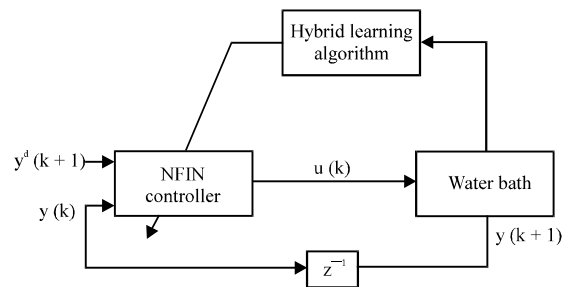 Hybrid learning
algorithm
y^d (k + 1)
NFIN
controller
u (k)
Water bath
y (k)
y (k + 1)
z^−1